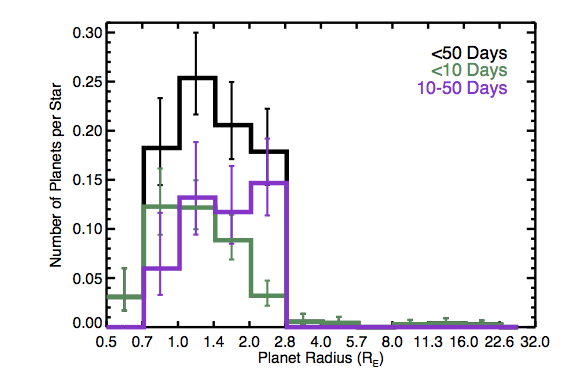 <50 Days
<10 Days
10-50 Days
Number of Planets per Star
0.30
0.25
0.20
0.15
0.10
0.05
0.00
0.5 0.7 1.0 1.4 2.0 2.8 4.0 5.7 8.0 11.3 16.0 22.6 32.0
Planet Radius (R_E)